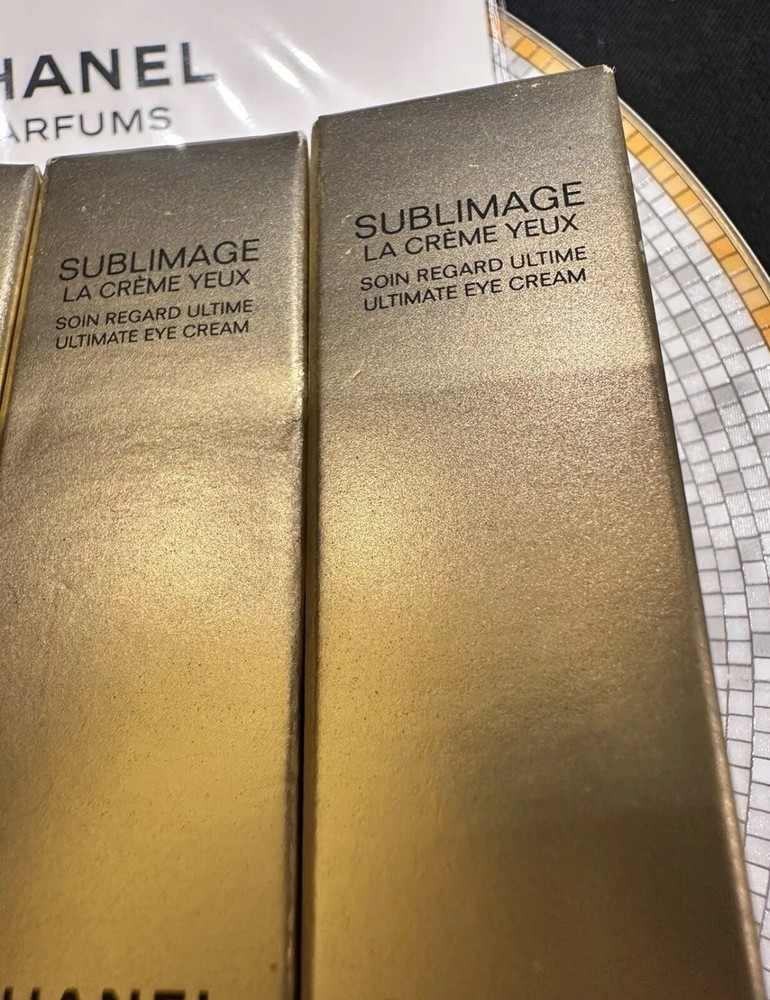 HANEL
ARFUMS
SUBLIMAGE
LA CRÈME YEUX
SOIN REGARD ULTIME
ULTIMATE EYE CREAM
SUBLIMAGE
LA CRÈME YEUX
SOIN REGARD ULTIME
ULTIMATE EYE CREAM
HANEL